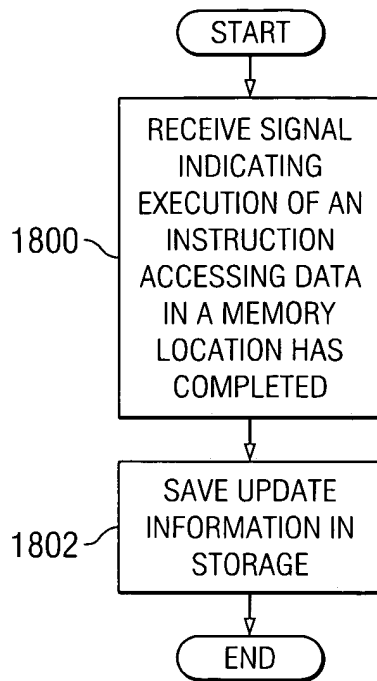 START
RECEIVE SIGNAL
INDICATING
EXECUTION OF AN
INSTRUCTION
ACCESSING DATA
IN A MEMORY
LOCATION HAS
COMPLETED
1800
SAVE UPDATE
INFORMATION IN
STORAGE
1802
END